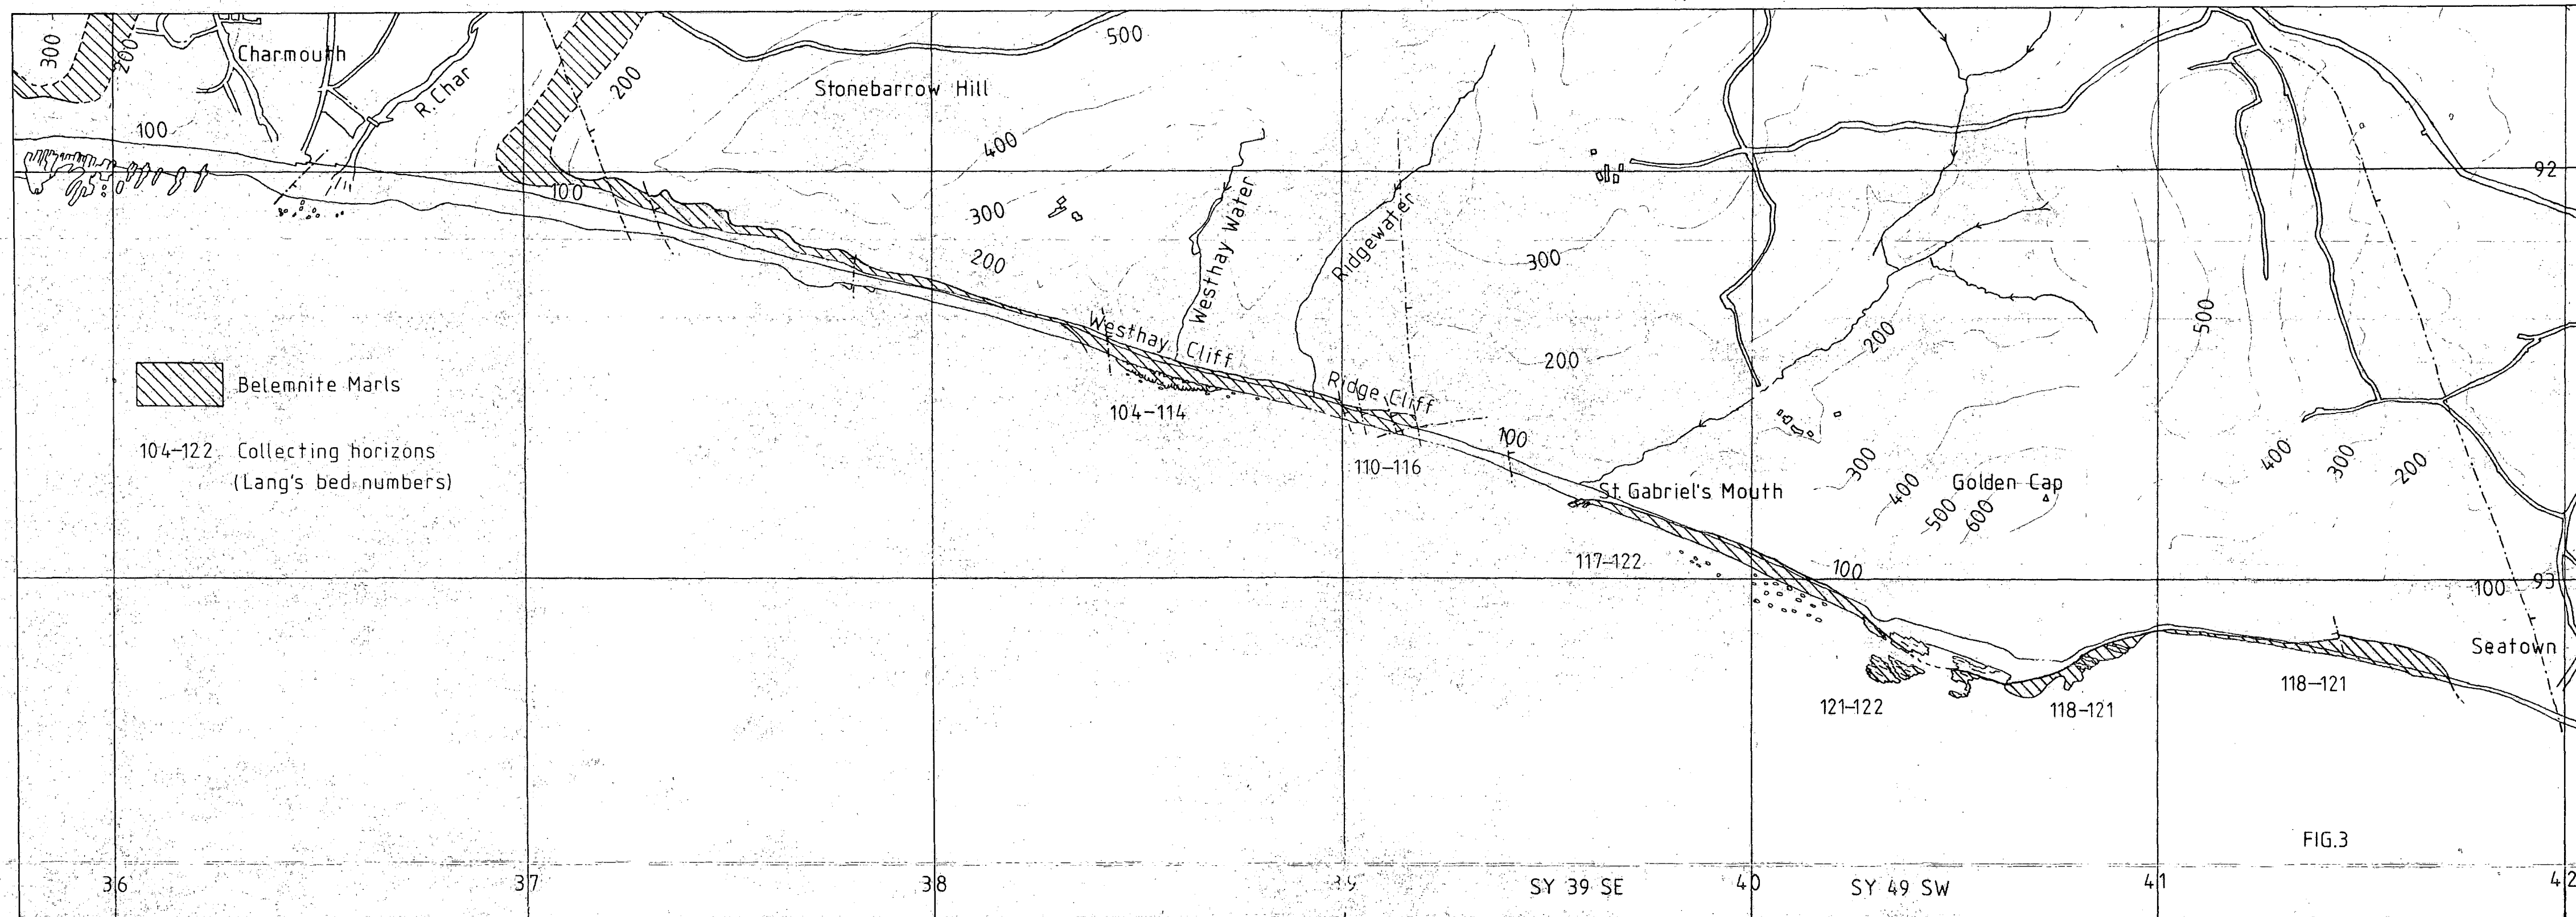 300
200
Charmouth
R.Char
200
500
Stonebarrow Hill
100
400
92
100
300
200
Westhay Water
Ridgewater
300
500
200
200
Westhay Cliff
Ridge Cliff
Belemnite Marls
104-114
104-122 Collecting horizons
(Lang's bed numbers)
110-116
100
St. Gabriel's Mouth
300
400
500
600
Golden Cap
400
300
200
117-122
100
100
93
Seatown
121-122
118-121
118-121
FIG.3
36
37
38
39
SY 39 SE
40
SY 49 SW
41
42